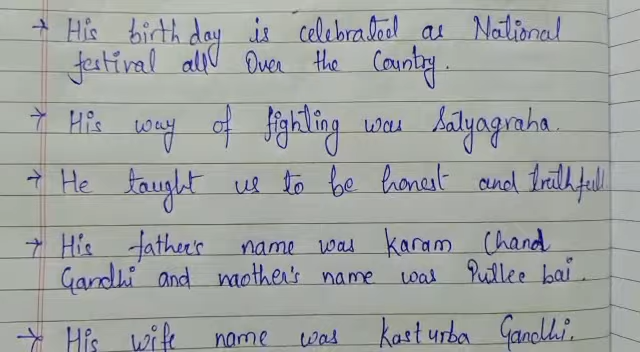 → His birth day is celebrated as National
festival all over the Country.
→ His way of fighting was Satyagraha.
→ He taught us to be honest and truthfull
→ His father's name was Karam Chand
Gandhi and mother's name was Putlee bai.
→ His wife name was Kasturba Gandhi.